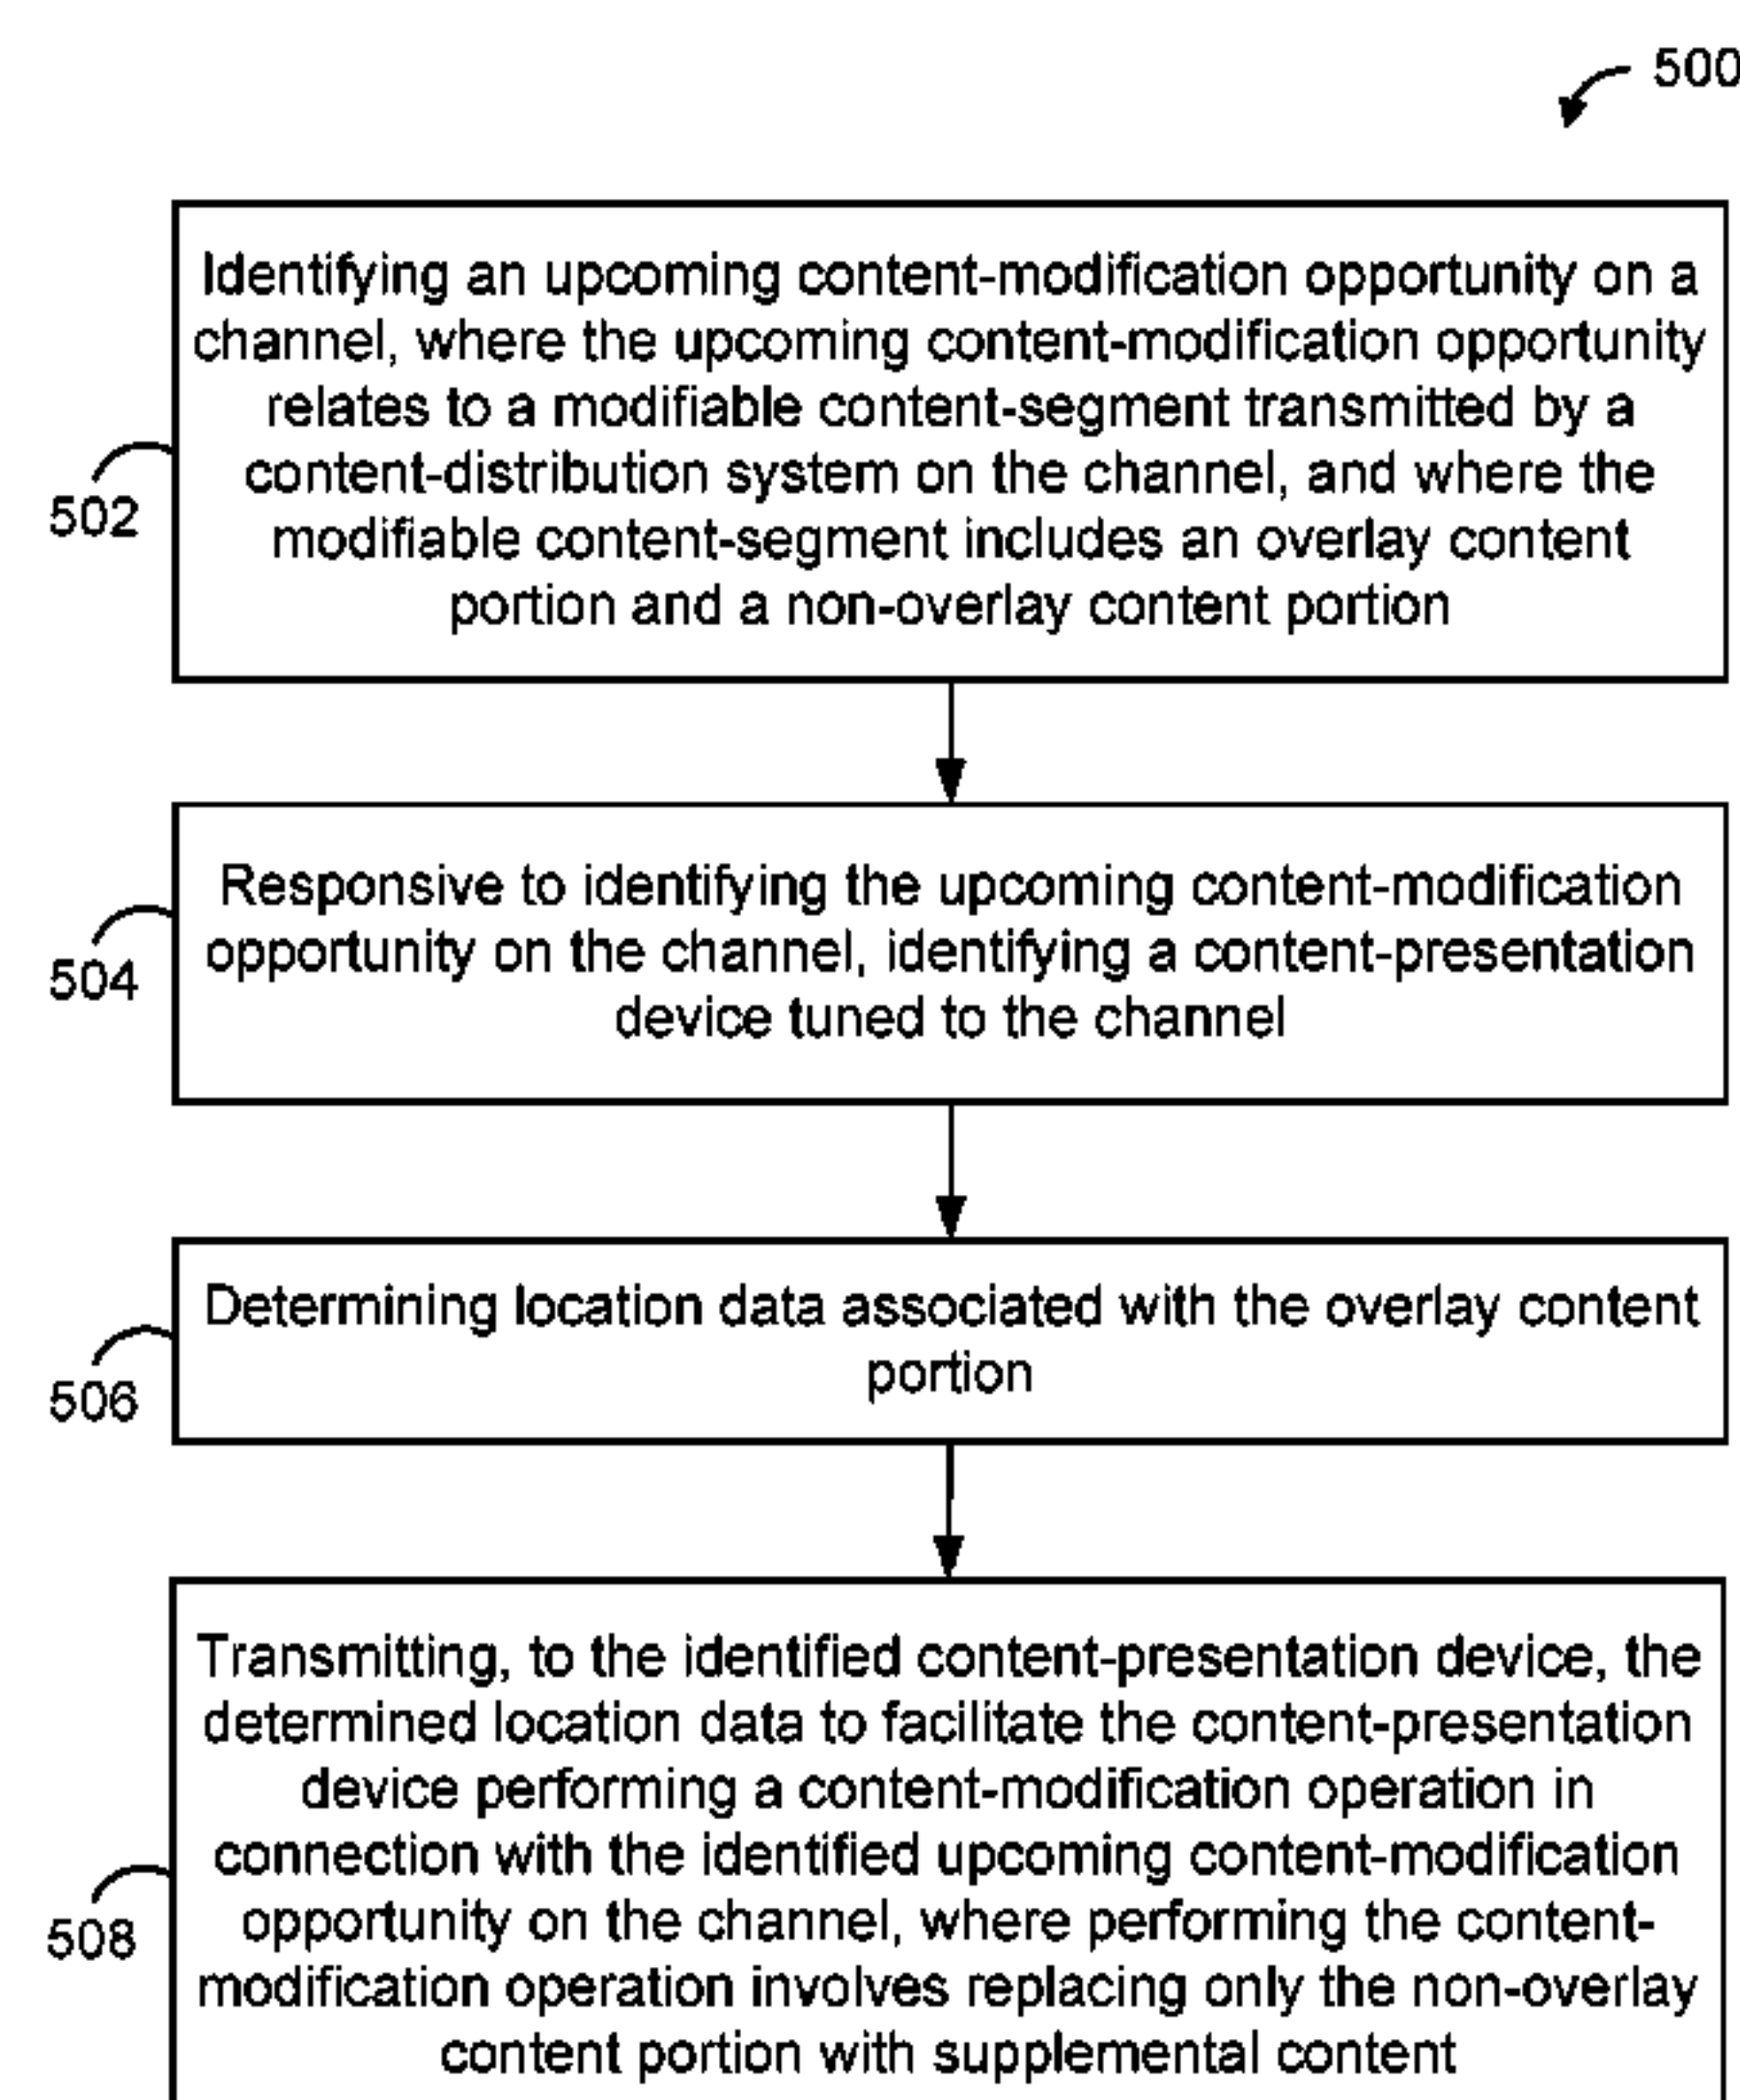 500
Identifying an upcoming content-modification opportunity on a
channel, where the upcoming content-modification opportunity
relates to a modifiable content-segment transmitted by a
content-distribution system on the channel, and where the
modifiable content-segment includes an overlay content
portion and a non-overlay content portion
502
Responsive to identifying the upcoming content-modification
opportunity on the channel, identifying a content-presentation
device tuned to the channel
504
Determining location data associated with the overlay content
portion
506
Transmitting, to the identified content-presentation device, the
determined location data to facilitate the content-presentation
device performing a content-modification operation in
connection with the identified upcoming content-modification
opportunity on the channel, where performing the content-
modification operation involves replacing only the non-overlay
content portion with supplemental content
508